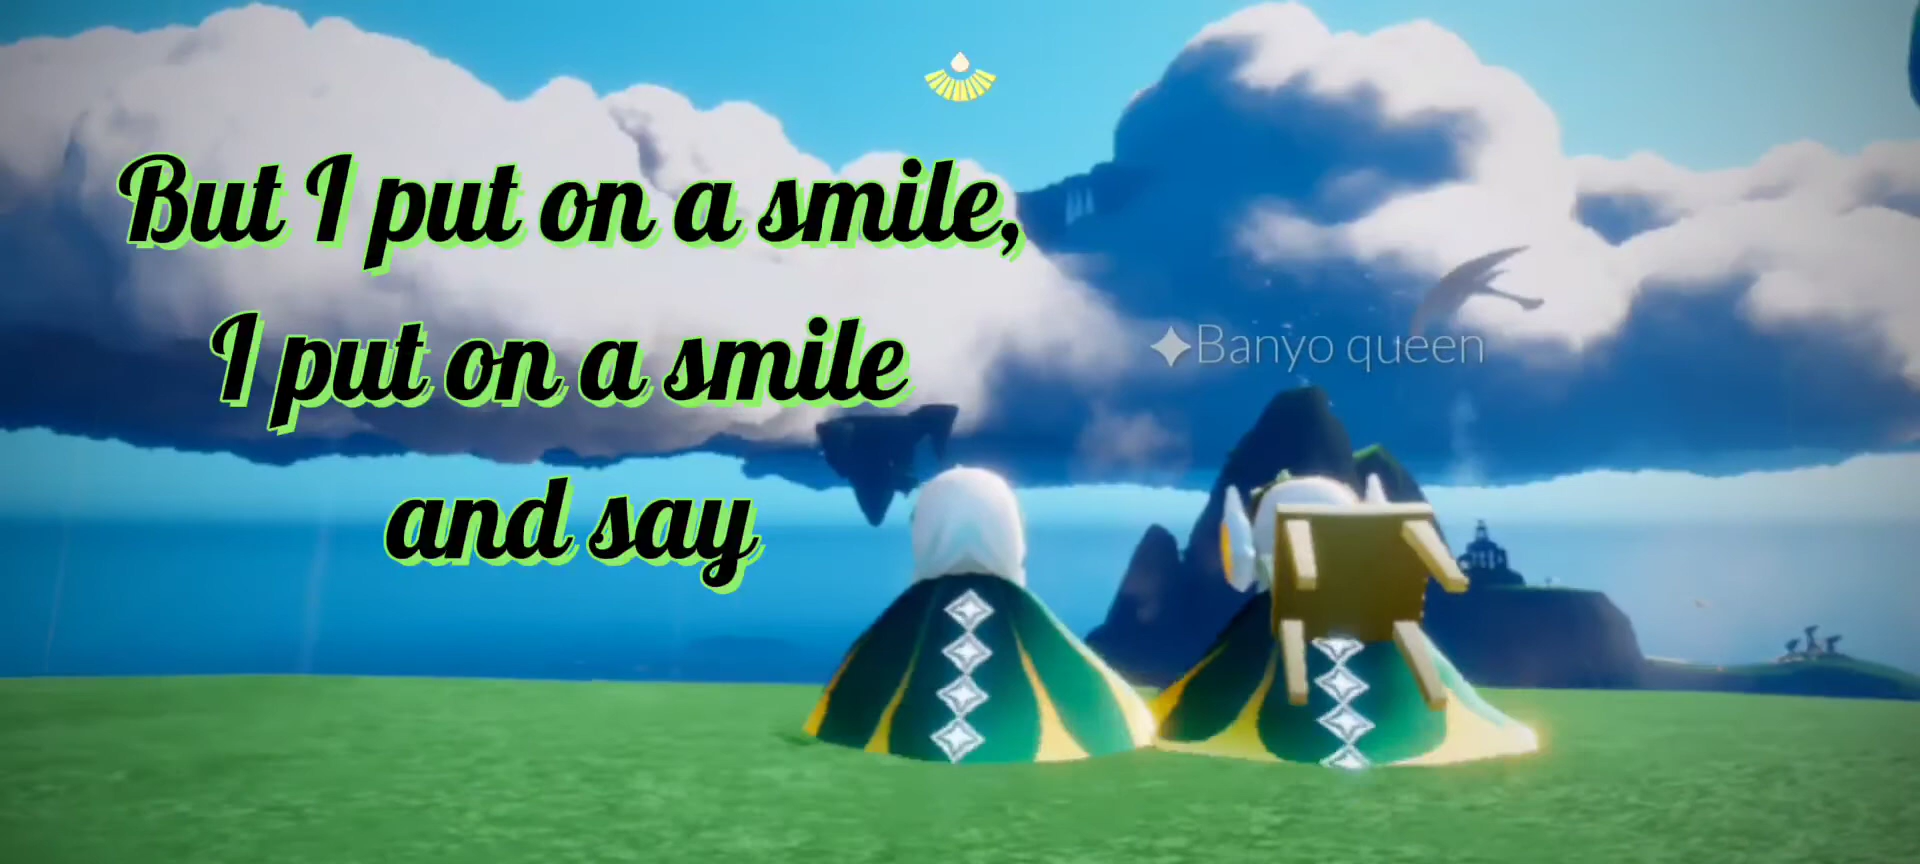 But I put on a smile,
I put on a smile
and say
Banyo queen